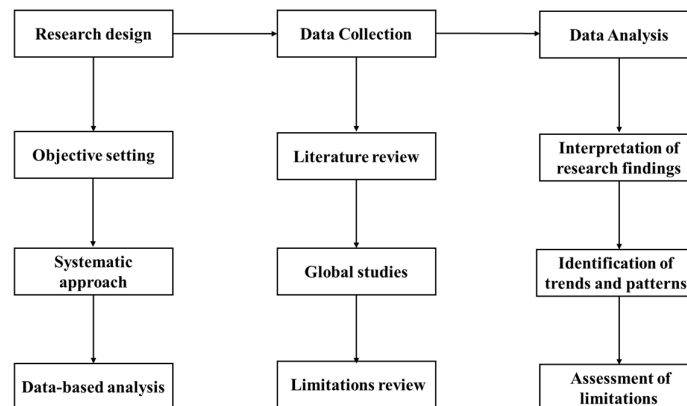 Research design
Data Collection
Data Analysis
Objective setting
Literature review
Interpretation of
research findings
Systematic
approach
Global studies
Identification of
trends and patterns
Data-based analysis
Limitations review
Assessment of
limitations